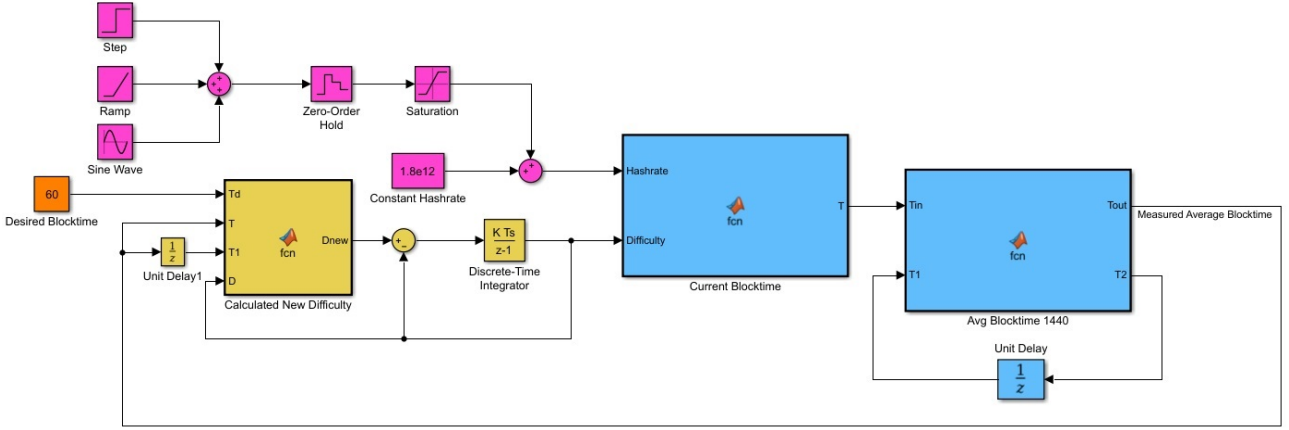 Step
Ramp
Sine Wave
Zero-Order
Hold
Saturation
1.8e12
Constant Hashrate
60
Desired Blocktime
Td
T
T1
D
fcn
Dnew
Calculated New Difficulty
1
z
Unit Delay1
K Ts
z-1
Discrete-Time
Integrator
Hashrate
Difficulty
fcn
T
Current Blocktime
Tin
T1
fcn
Tout
T2
Avg Blocktime 1440
Measured Average Blocktime
Unit Delay
1
z